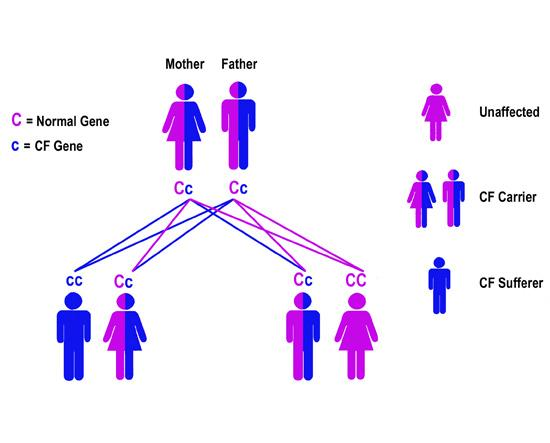 Mother Father
C = Normal Gene
c = CF Gene
Unaffected
Cc Cc
CF Carrier
cc Cc Cc CC
CF Sufferer